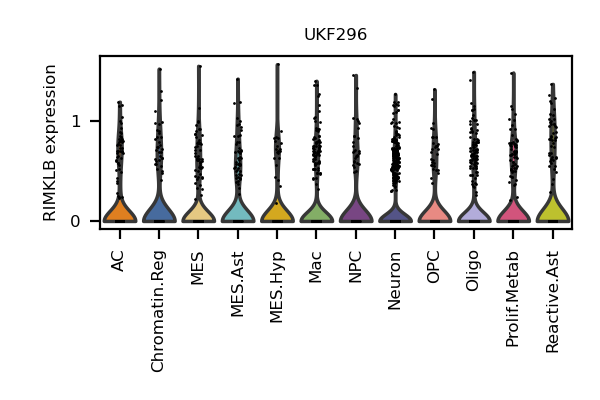 UKF296
RIMKLB expression
1
0
AC
Chromatin.Reg
MES
MES.Ast
MES.Hyp
Mac
NPC
Neuron
OPC
Oligo
Prolif.Metab
Reactive.Ast